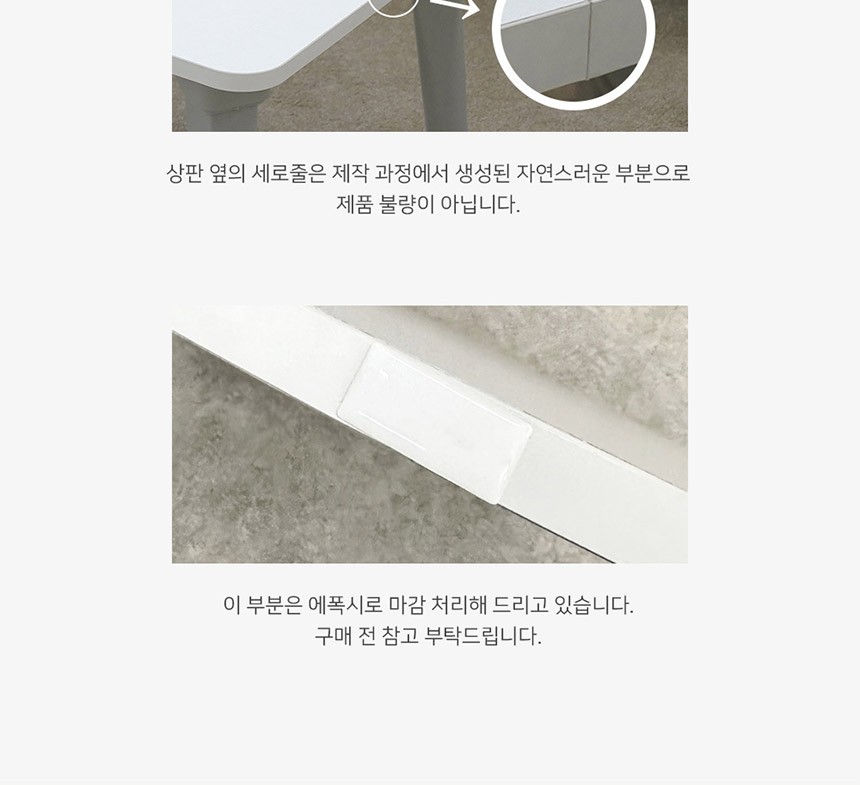 상판 옆의 세로줄은 제작 과정에서 생성된 자연스러운 부분으로
제품 불량이 아닙니다.
이 부분은 에폭시로 마감 처리해 드리고 있습니다.
구매 전 참고 부탁드립니다.